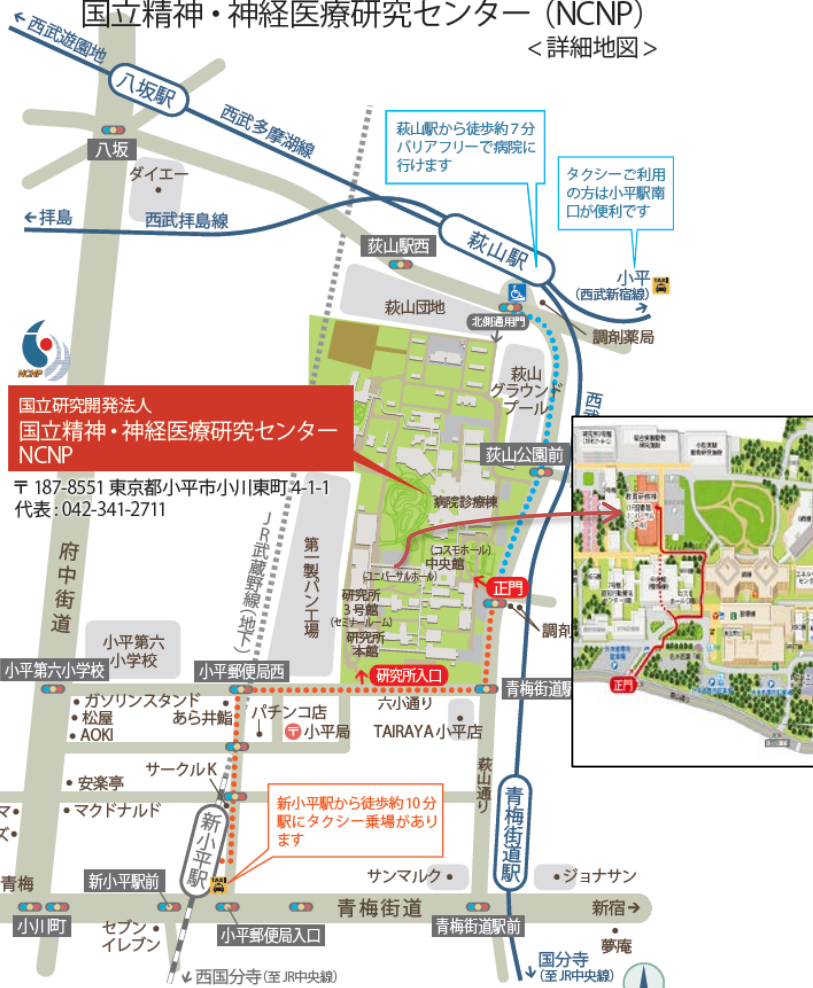 国立精神・神経医療研究センター（NCNP）
＜詳細地図＞
←西武遊園地
八坂駅
西武多摩湖線
八坂
ダイエー
萩山駅から徒歩約７分
バリアフリーで病院に
行けます
タクシーご利用
の方は小平駅南
口が便利です
←拝島
西武拝島線
萩山駅西
萩山駅
小平
（西武新宿線）
TAXI
萩山団地
北側通用門
調剤薬局
NCNP
萩山
グラウンド
プール
西武
国立研究開発法人
国立精神・神経医療研究センター
NCNP
〒 187-8551 東京都小平市小川東町 4-1-1
代表 : 042-341-2711
萩山公園前
病院診療棟
府中街道
JR武蔵野線(地下)
第一製パン工場
（コスモホール）
中央館
（ユニバーサルホール）
正門
研究所
３号館
（セミナールーム）
研究所
本館
調剤
正門
小平第六
小学校
小平第六小学校
小平郵便局西
研究所入口
青梅街道駅
・ガソリンスタンド
・松屋
・AOKI
あら井鮨
パチンコ店
〒小平局
六小通り
TAIRAYA 小平店
サークル K
・安楽亭
・マクドナルド
マ・
ズ・
萩山通り
新小平駅から徒歩約 10 分
駅にタクシー乗場があり
ます
新小平駅
青梅街道駅
TAXI
サンマルク・
・ジョナサン
青梅
新小平駅前
青梅街道
新宿→
小川町
セブン・
イレブン
小平郵便局入口
青梅街道駅前
夢庵
西国分寺（至 JR中央線）
国分寺
（至 JR中央線）